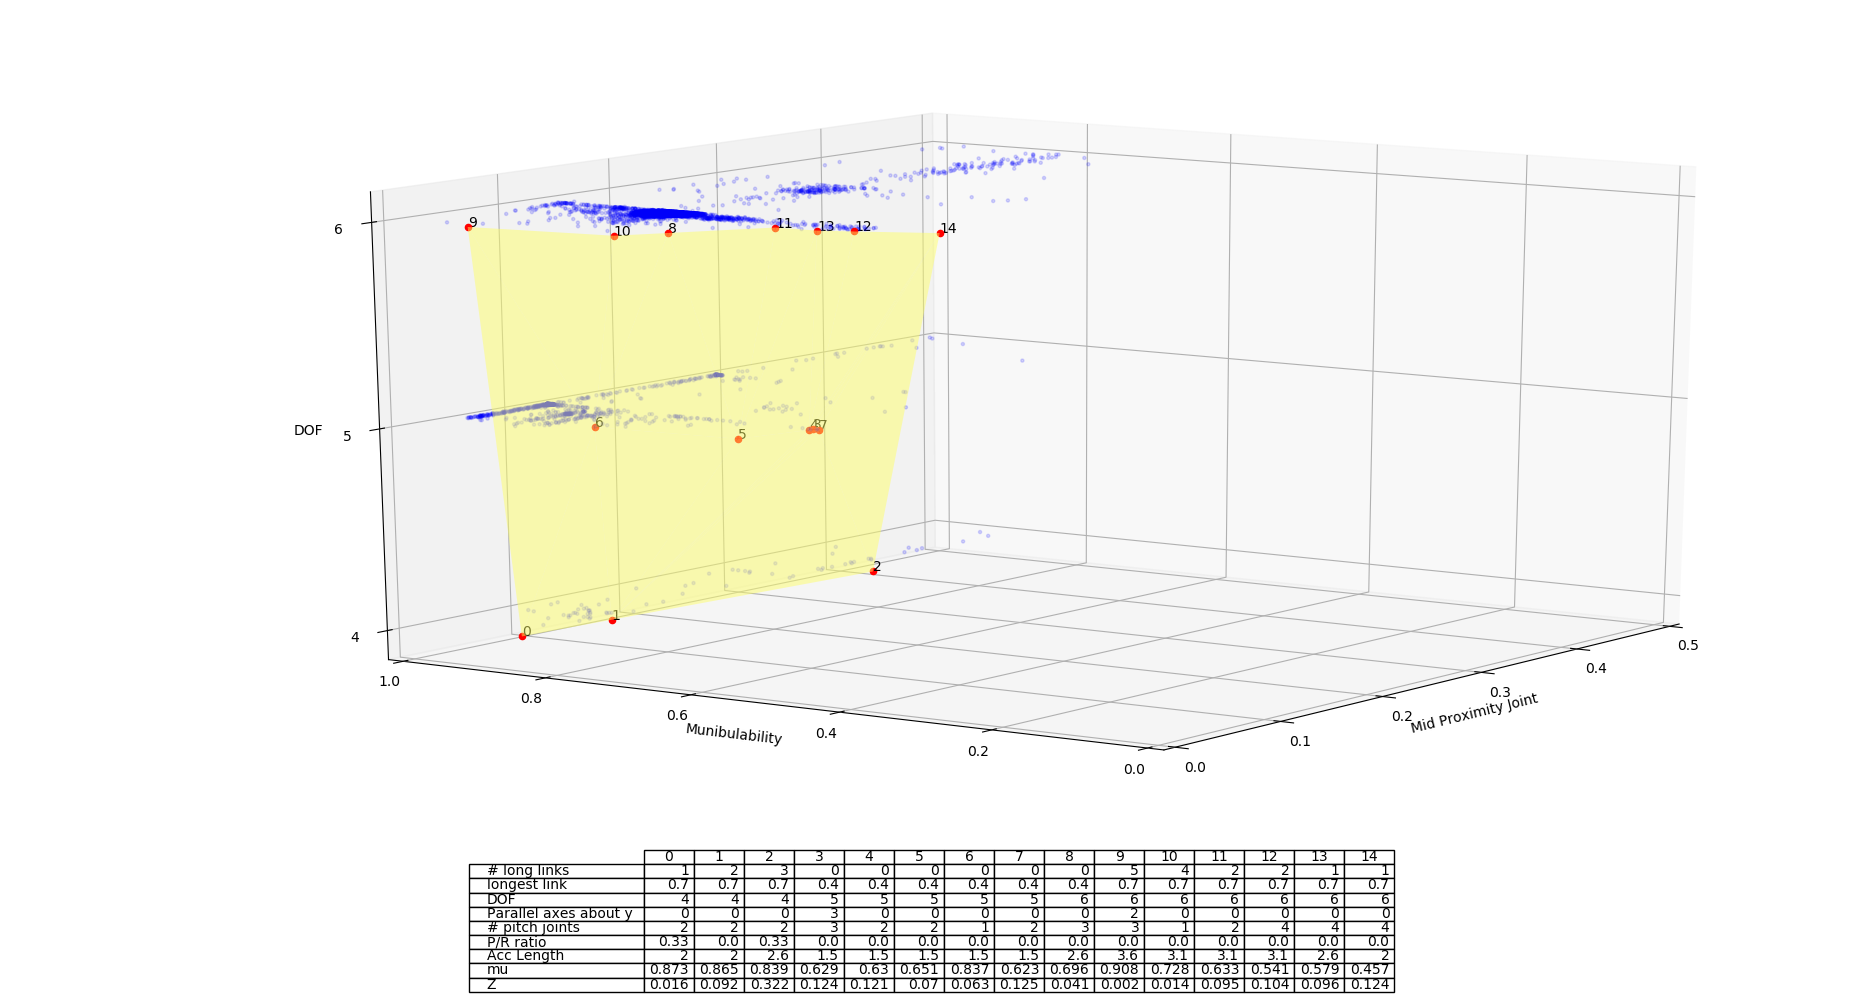 6
5
4
DOF
9
10
8
11
13
12
14
6
5
7
2
1
0
1.0
0.8
0.6
0.4
0.2
0.0
Munibulability
0.0
0.1
0.2
0.3
0.4
0.5
Mid Proximity Joint
0 1 2 3 4 5 6 7 8 9 10 11 12 13 14
# long links 1 2 3 0 0 0 0 0 0 5 4 2 2 1 1
longest link 0.7 0.7 0.7 0.4 0.4 0.4 0.4 0.4 0.4 0.7 0.7 0.7 0.7 0.7 0.7
DOF 4 4 4 5 5 5 5 5 6 6 6 6 6 6 6
Parallel axes about y 0 0 0 3 0 0 0 0 0 2 0 0 0 0 0
# pitch joints 2 2 2 3 2 2 1 2 3 3 1 2 4 4 4
P/R ratio 0.33 0.0 0.33 0.0 0.0 0.0 0.0 0.0 0.0 0.0 0.0 0.0 0.0 0.0 0.0
Acc Length 2 2 2.6 1.5 1.5 1.5 1.5 1.5 2.6 3.6 3.1 3.1 3.1 2.6 2
mu 0.873 0.865 0.839 0.629 0.63 0.651 0.837 0.623 0.696 0.908 0.728 0.633 0.541 0.579 0.457
Z 0.016 0.092 0.322 0.124 0.121 0.07 0.063 0.125 0.041 0.002 0.014 0.095 0.104 0.096 0.124